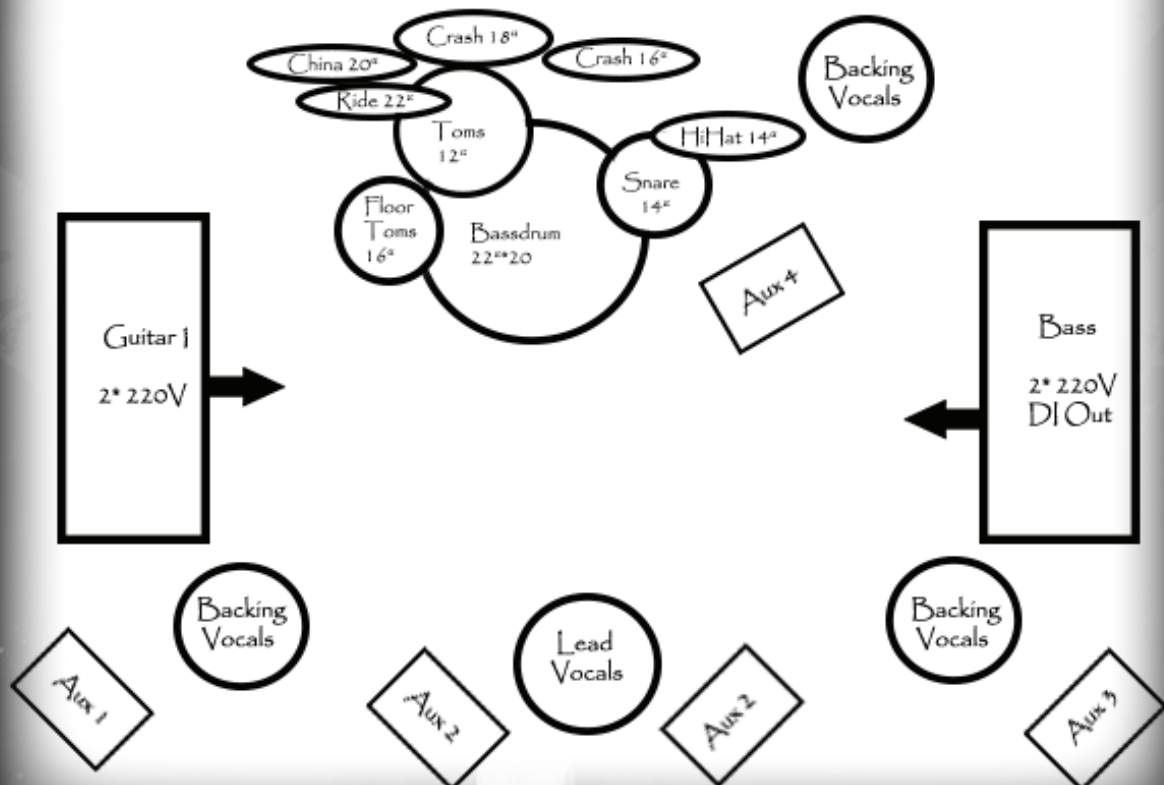 Crash 18"
China 20"
Crash 16"
Ride 22"
Backing
Vocals
Toms
12"
HiHat 14"
Snare
14"
Floor
Toms
16"
Bassdrum
22"*20
Aux 4
Guitar 1
2* 220V
Bass
2* 220V
DI Out
Backing
Vocals
Lead
Vocals
Backing
Vocals
Aux 1
Aux 2
Aux 2
Aux 3